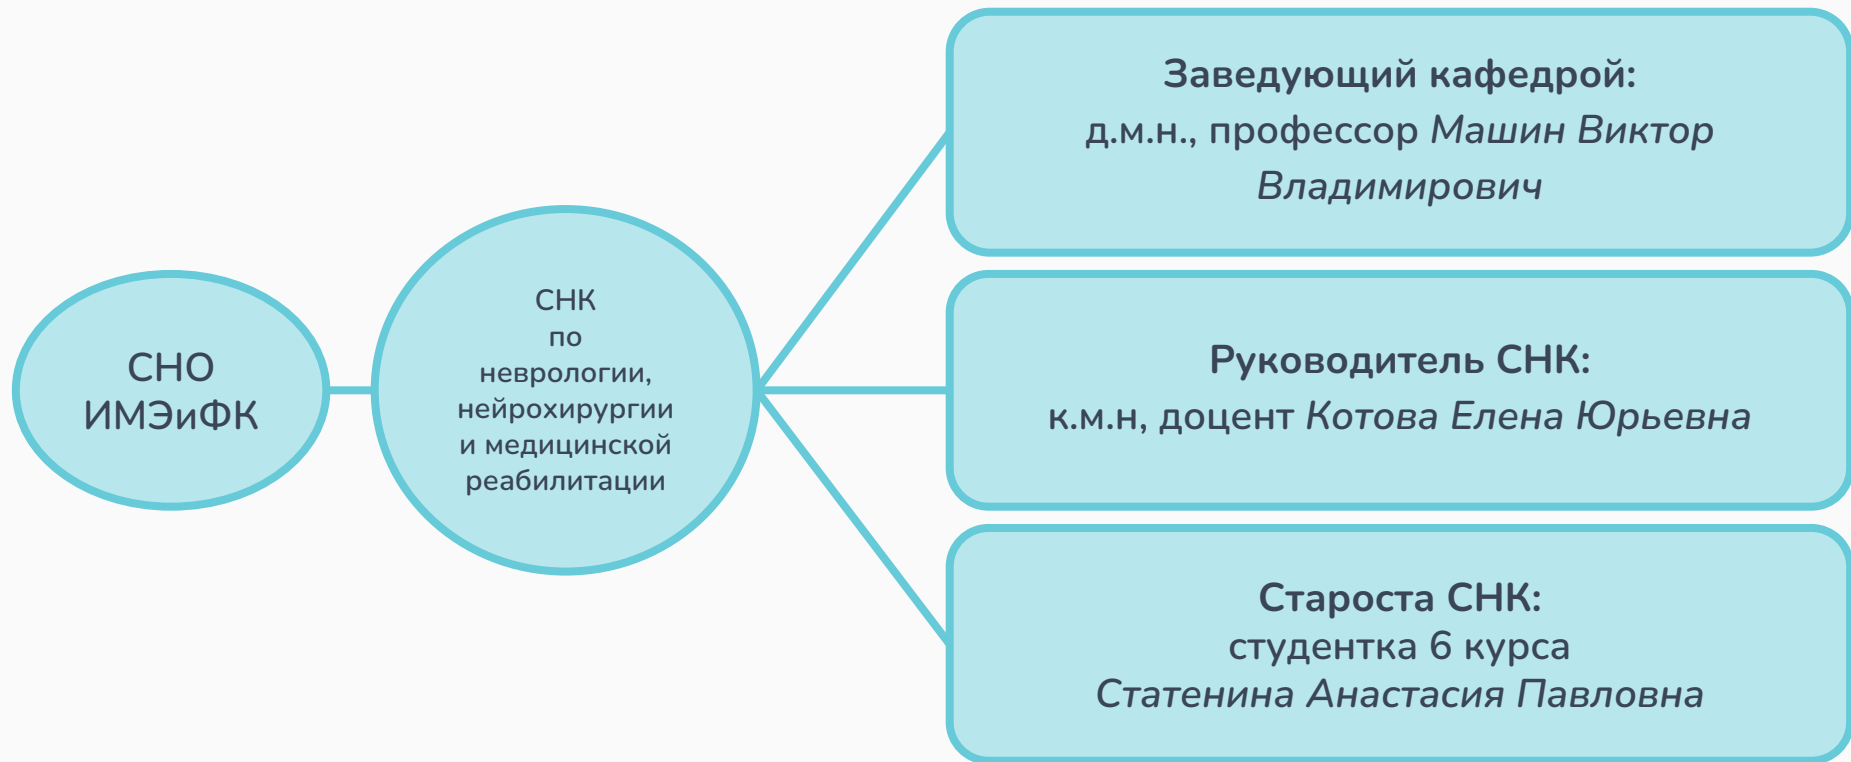 СНО
ИМЭиФК
СНК
по
неврологии,
нейрохирургии
и медицинской
реабилитации
Заведующий кафедрой:
д.м.н., профессор Машин Виктор
Владимирович
Руководитель СНК:
к.м.н, доцент Котова Елена Юрьевна
Староста СНК:
студентка 6 курса
Статенина Анастасия Павловна